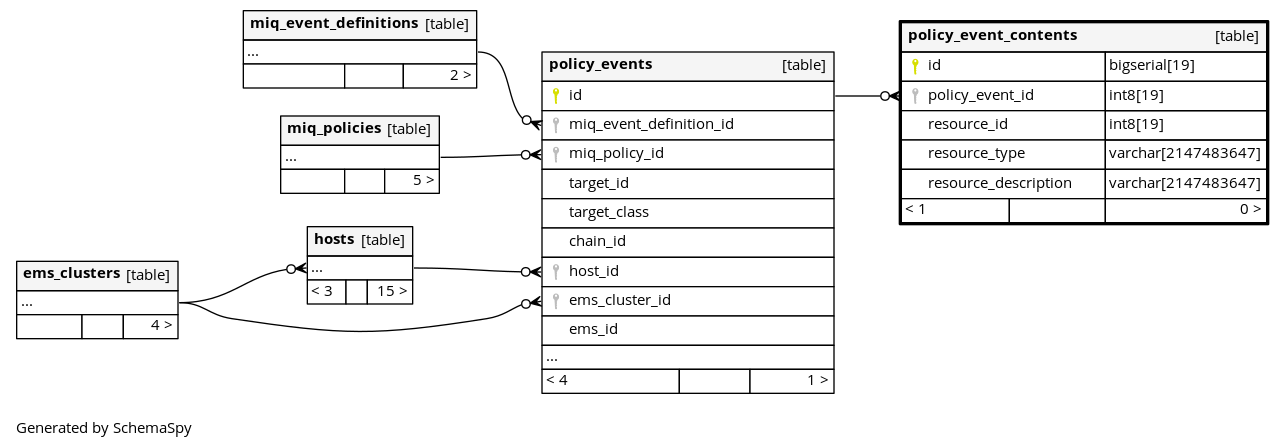 miq_event_definitions [table]
...
2 >
miq_policies [table]
...
5 >
hosts [table]
...
< 3 15 >
ems_clusters [table]
...
4 >
policy_events [table]
id
miq_event_definition_id
miq_policy_id
target_id
target_class
chain_id
host_id
ems_cluster_id
ems_id
...
< 4 1 >
policy_event_contents [table]
id bigserial[19]
policy_event_id int8[19]
resource_id int8[19]
resource_type varchar[2147483647]
resource_description varchar[2147483647]
< 1 0 >
Generated by SchemaSpy